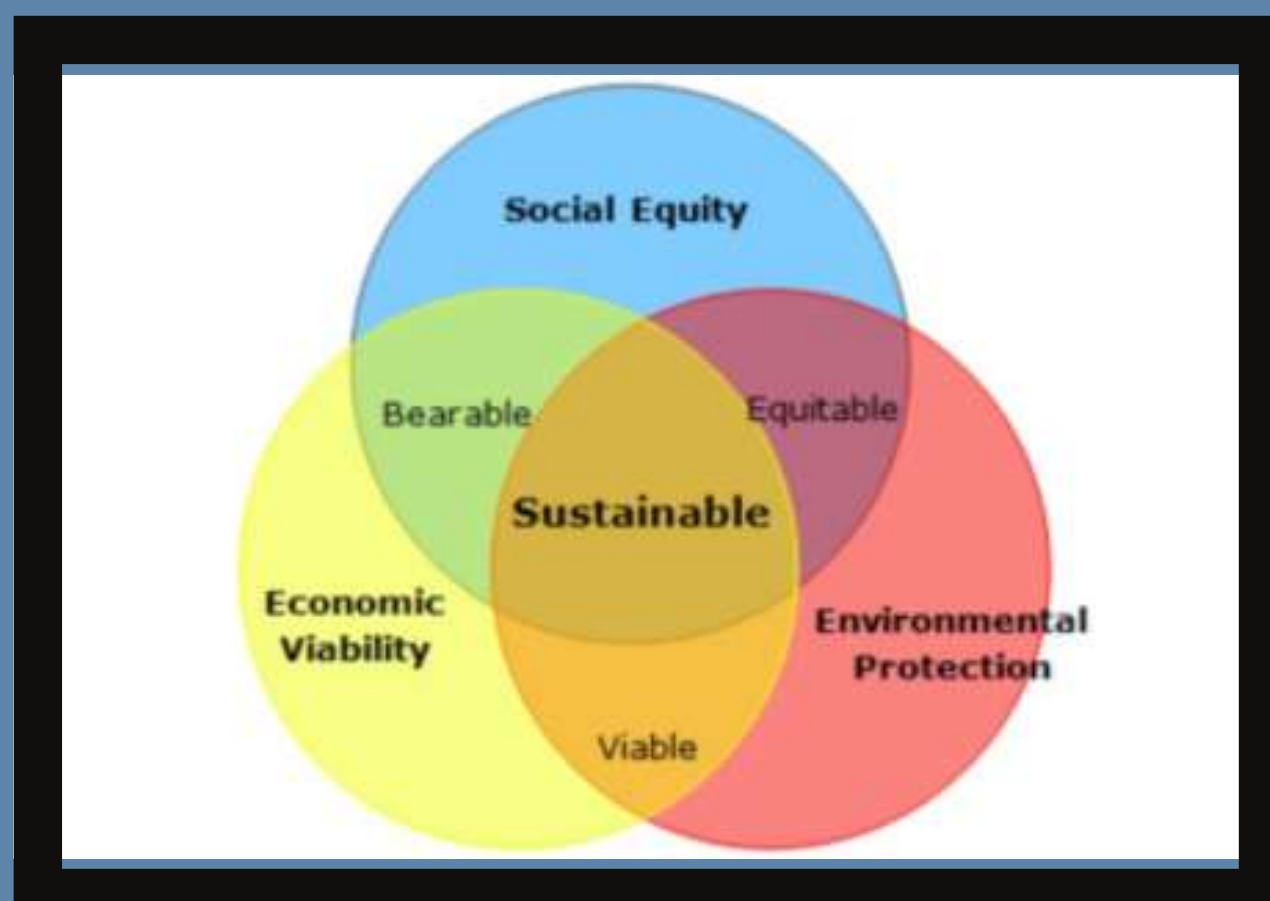 Social Equity
Bearable
Equitable
Sustainable
Economic
Viability
Environmental
Protection
Viable